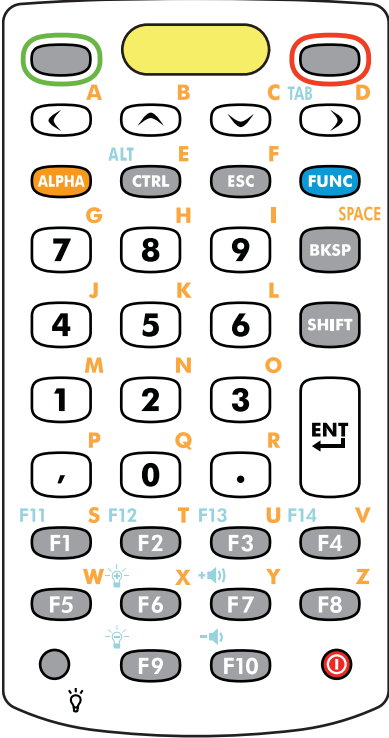 A B C TAB D
ALT E F
ALPHA CTRL ESC FUNC
G H I SPACE
7 8 9 BKSP
J K L
4 5 6 SHIFT
M N O
1 2 3 ENT
P Q R
, 0 .
F11 S F12 T F13 U F14 V
F1 F2 F3 F4
W X + Y Z
F5 F6 F7 F8
-
F9 F10